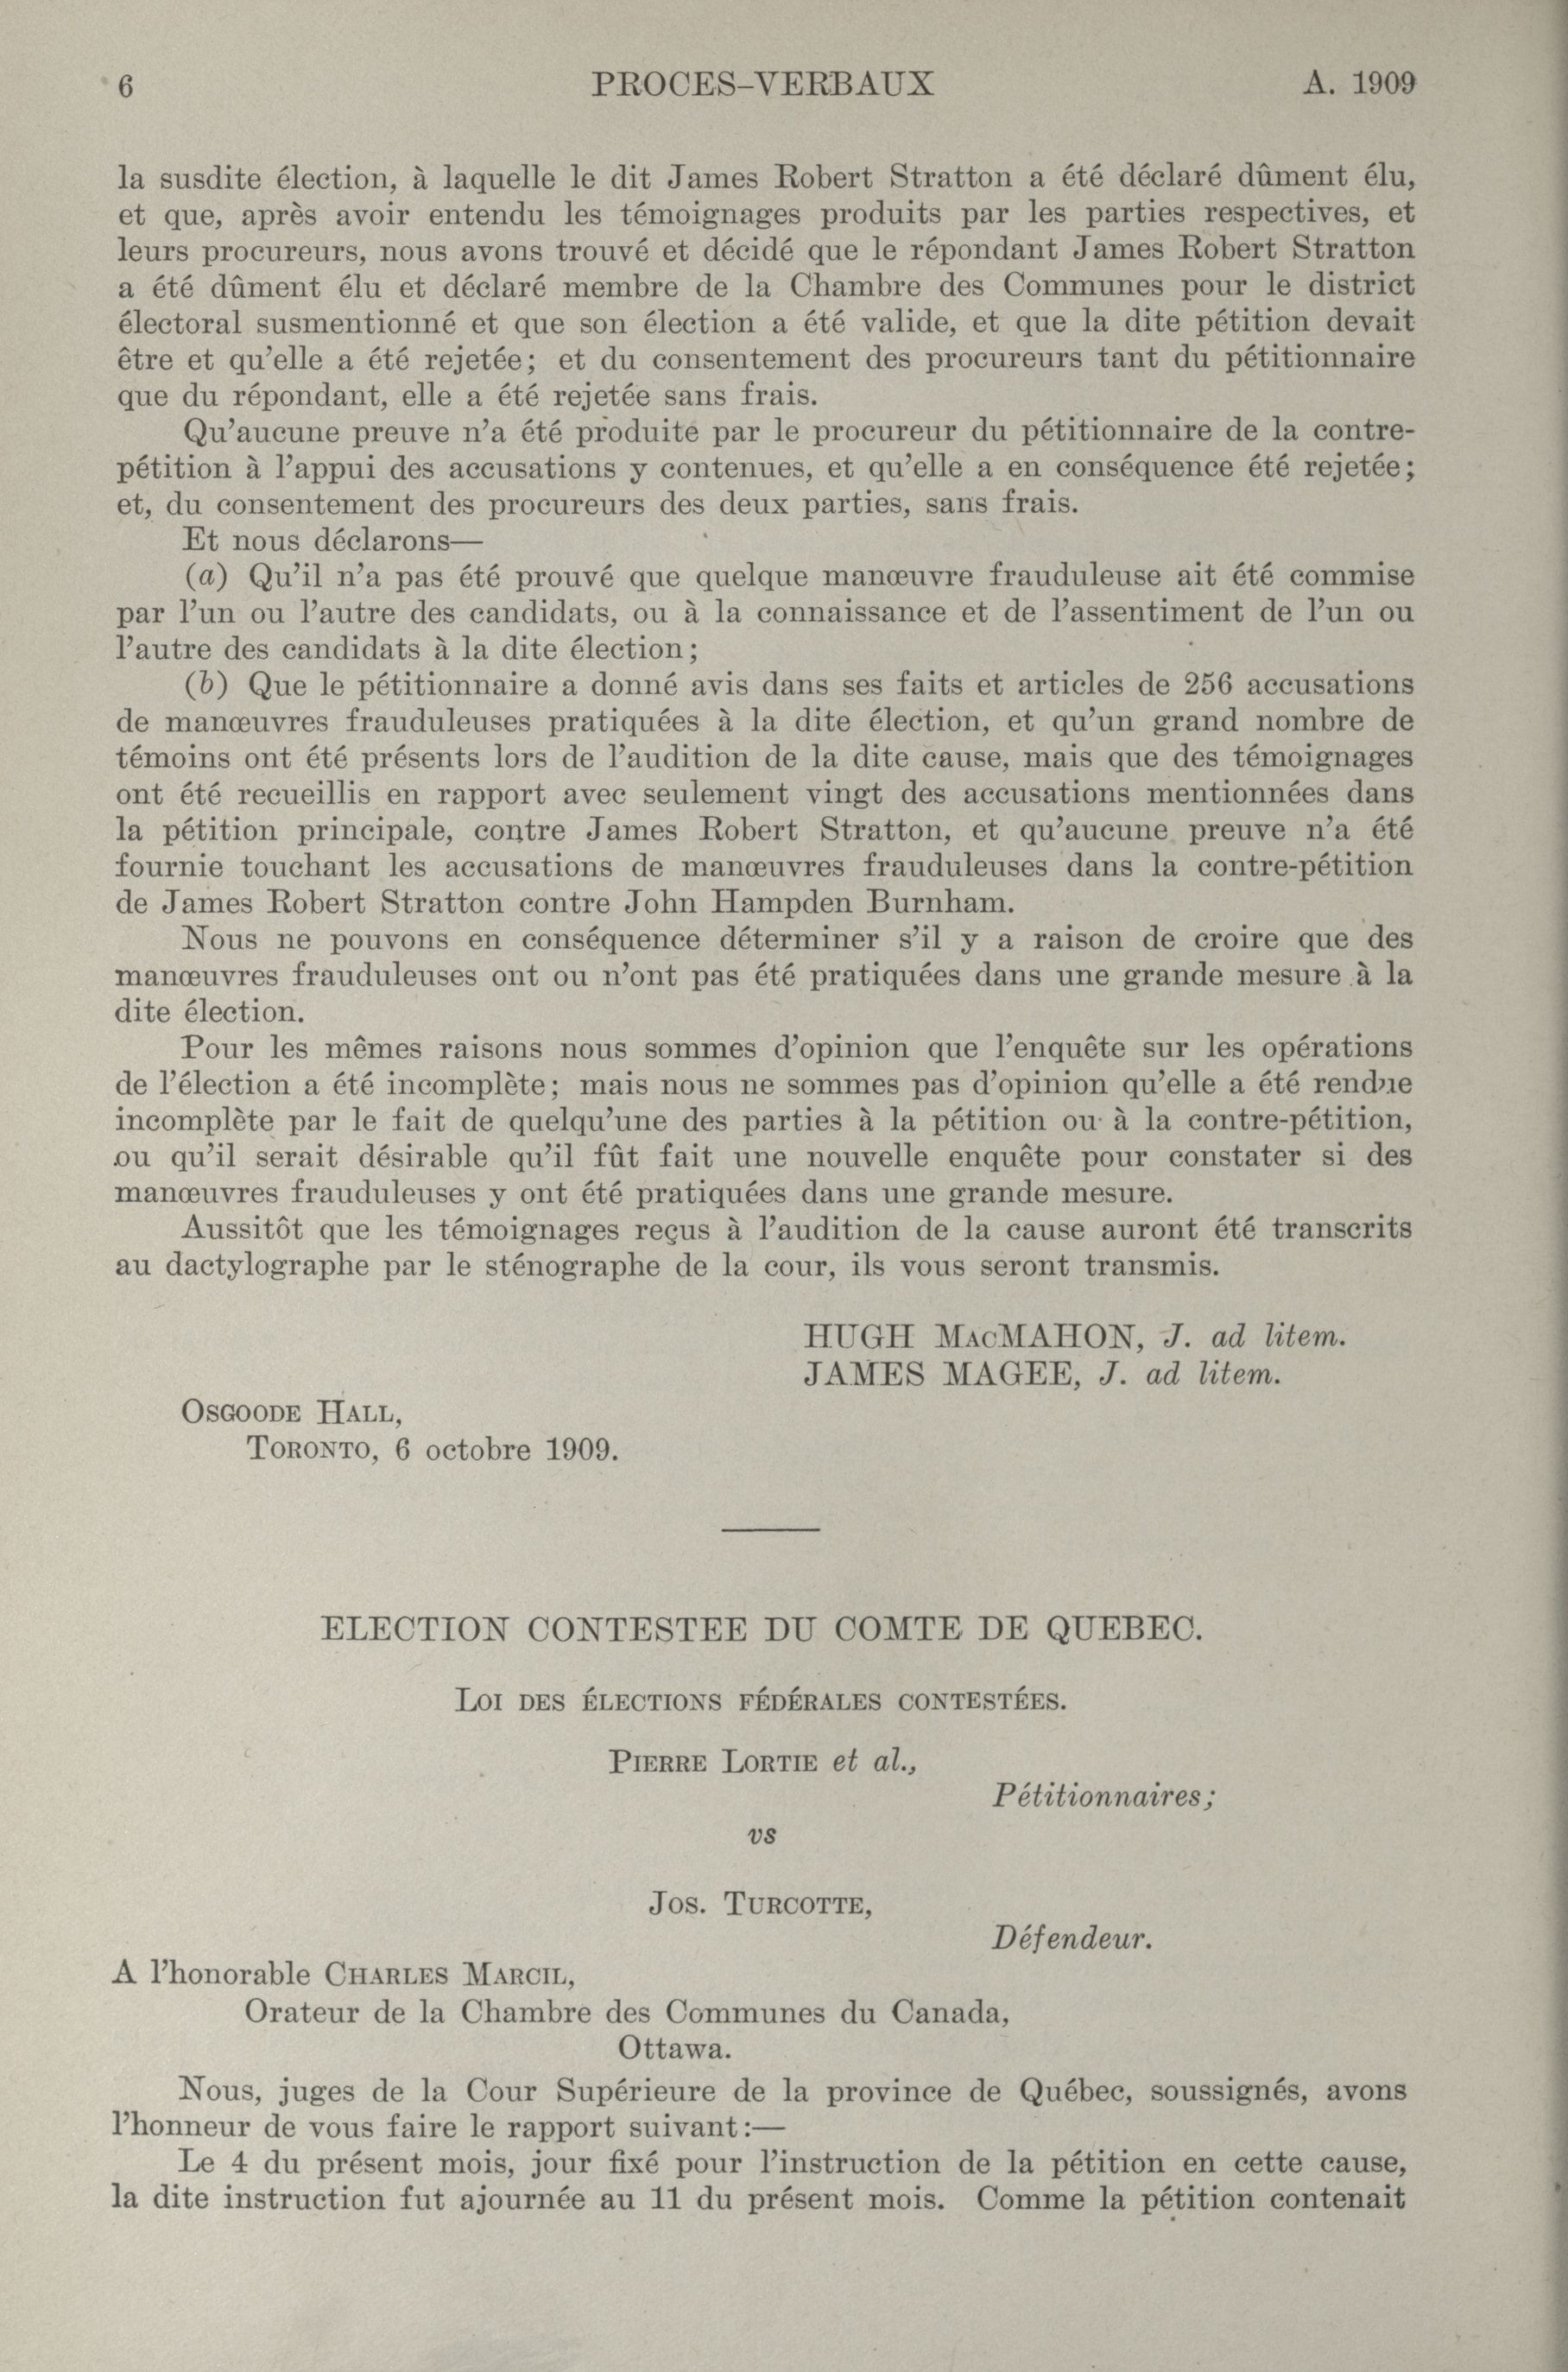 6 PROCES-VERBAUX A. 1909
la susdite élection, à laquelle le dit James Robert Stratton a été déclaré dûment élu,
et que, après avoir entendu les témoignages produits par les parties respectives, et
leurs procureurs, nous avons trouvé et décidé que le répondant James Robert Stratton
a été dûment élu et déclaré membre de la Chambre des Communes pour le district
électoral susmentionné et que son élection a été valide, et que la dite pétition devait
être et qu'elle a été rejetée; et du consentement des procureurs tant du pétitionnaire
que du répondant, elle a été rejetée sans frais.
Qu'aucune preuve n'a été produite par le procureur du pétitionnaire de la contre-
pétition à l'appui des accusations y contenues, et qu'elle a en conséquence été rejetée;
et, du consentement des procureurs des deux parties, sans frais.
Et nous déclarons—
(a) Qu'il n'a pas été prouvé que quelque manœuvre frauduleuse ait été commise
par l'un ou l'autre des candidats, ou à la connaissance et de l'assentiment de l'un ou
l'autre des candidats à la dite élection;
(b) Que le pétitionnaire a donné avis dans ses faits et articles de 256 accusations
de manœuvres frauduleuses pratiquées à la dite élection, et qu'un grand nombre de
témoins ont été présents lors de l'audition de la dite cause, mais que des témoignages
ont été recueillis en rapport avec seulement vingt des accusations mentionnées dans
la pétition principale, contre James Robert Stratton, et qu'aucune preuve n'a été
fournie touchant les accusations de manœuvres frauduleuses dans la contre-pétition
de James Robert Stratton contre John Hampden Burnham.
Nous ne pouvons en conséquence déterminer s'il y a raison de croire que des
manœuvres frauduleuses ont ou n'ont pas été pratiquées dans une grande mesure à la
dite élection.
Pour les mêmes raisons nous sommes d'opinion que l'enquête sur les opérations
de l'élection a été incomplète; mais nous ne sommes pas d'opinion qu'elle a été rendue
incomplète par le fait de quelqu'une des parties à la pétition ou à la contre-pétition,
ou qu'il serait désirable qu'il fût fait une nouvelle enquête pour constater si des
manœuvres frauduleuses y ont été pratiquées dans une grande mesure.
Aussitôt que les témoignages reçus à l'audition de la cause auront été transcrits
au dactylographe par le sténographe de la cour, ils vous seront transmis.
HUGH MacMAHON, J. ad litem.
JAMES MAGEE, J. ad litem.
Osgoode Hall,
Toronto, 6 octobre 1909.
ELECTION CONTESTEE DU COMTE DE QUEBEC.
Loi des élections fédérales contestées.
Pierre Lortie et al.,
Pétitionnaires;
vs
Jos. Turcotte,
Défendeur.
A l'honorable Charles Marcil,
Orateur de la Chambre des Communes du Canada,
Ottawa.
Nous, juges de la Cour Supérieure de la province de Québec, soussignés, avons
l'honneur de vous faire le rapport suivant:—
Le 4 du présent mois, jour fixé pour l'instruction de la pétition en cette cause,
la dite instruction fut ajournée au 11 du présent mois. Comme la pétition contenait